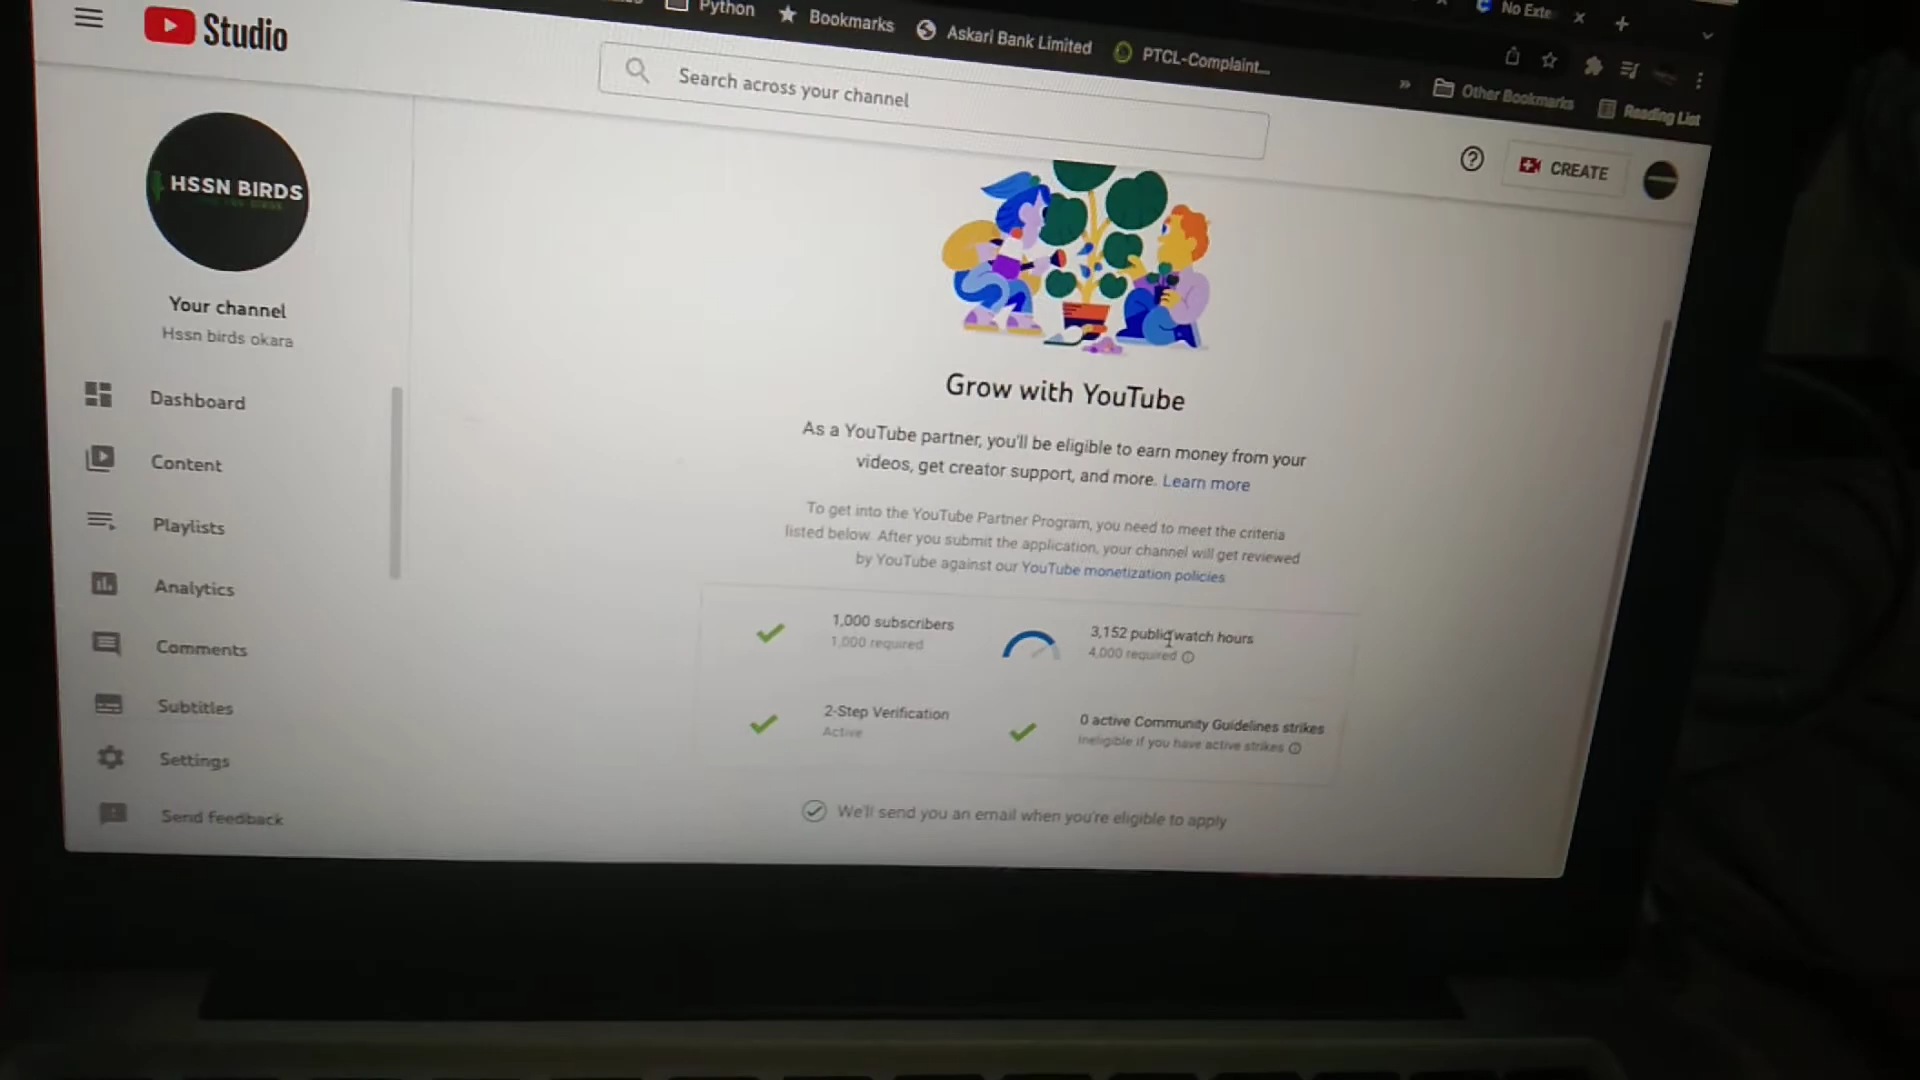 No Exte
Python
Bookmarks
Askari Bank Limited
PTCL-Complaint...
»
Other Bookmarks
Reading List
Studio
Search across your channel
CREATE
HSSN BIRDS
Your channel
Hssn birds okara
Dashboard
Content
Playlists
Analytics
Comments
Subtitles
Settings
Send feedback
Grow with YouTube
As a YouTube partner, you'll be eligible to earn money from your
videos, get creator support, and more. Learn more
To get into the YouTube Partner Program, you need to meet the criteria
listed below. After you submit the application, your channel will get reviewed
by YouTube against our YouTube monetization policies
1,000 subscribers
1,000 required
3,152 public watch hours
4,000 required
2-Step Verification
Active
0 active Community Guidelines strikes
Ineligible if you have active strikes
We'll send you an email when you're eligible to apply